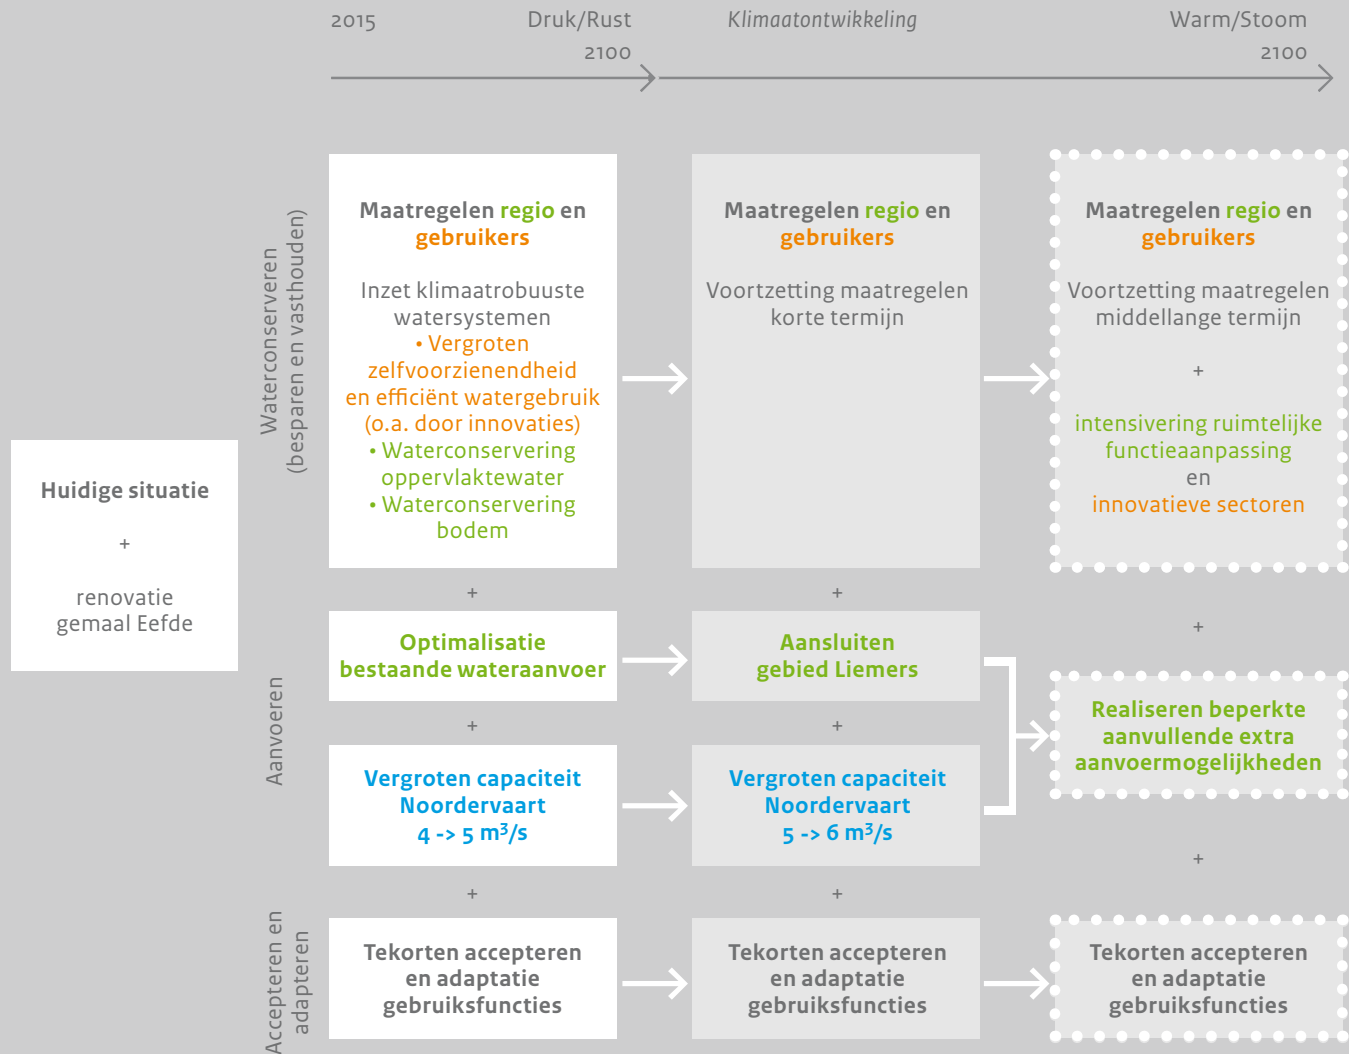 2015
Druk/Rust
2100
Klimaatontwikkeling
Warm/Stoom
2100
Huidige situatie
+
renovatie
gemaal Eefde
Waterconserveren
(besparen en vasthouden)
Maatregelen regio en
gebruikers
Inzet klimaatrobuuste
watersystemen
• Vergroten
zelfvoorzienendheid
en efficiënt watergebruik
(o.a. door innovaties)
• Waterconservering
oppervlaktewater
• Waterconservering
bodem
Maatregelen regio en
gebruikers
Voortzetting maatregelen
korte termijn
Maatregelen regio en
gebruikers
Voortzetting maatregelen
middellange termijn
+
intensivering ruimtelijke
functieaanpassing
en
innovatieve sectoren
+
+
+
Aanvoeren
Optimalisatie
bestaande wateraanvoer
Aansluiten
gebied Liemers
+
+
Vergroten capaciteit
Noordervaart
4 -> 5 m³/s
Vergroten capaciteit
Noordervaart
5 -> 6 m³/s
Realiseren beperkte
aanvullende extra
aanvoermogelijkheden
+
+
+
Accepteren en
adapteren
Tekorten accepteren
en adaptatie
gebruiksfuncties
Tekorten accepteren
en adaptatie
gebruiksfuncties
Tekorten accepteren
en adaptatie
gebruiksfuncties